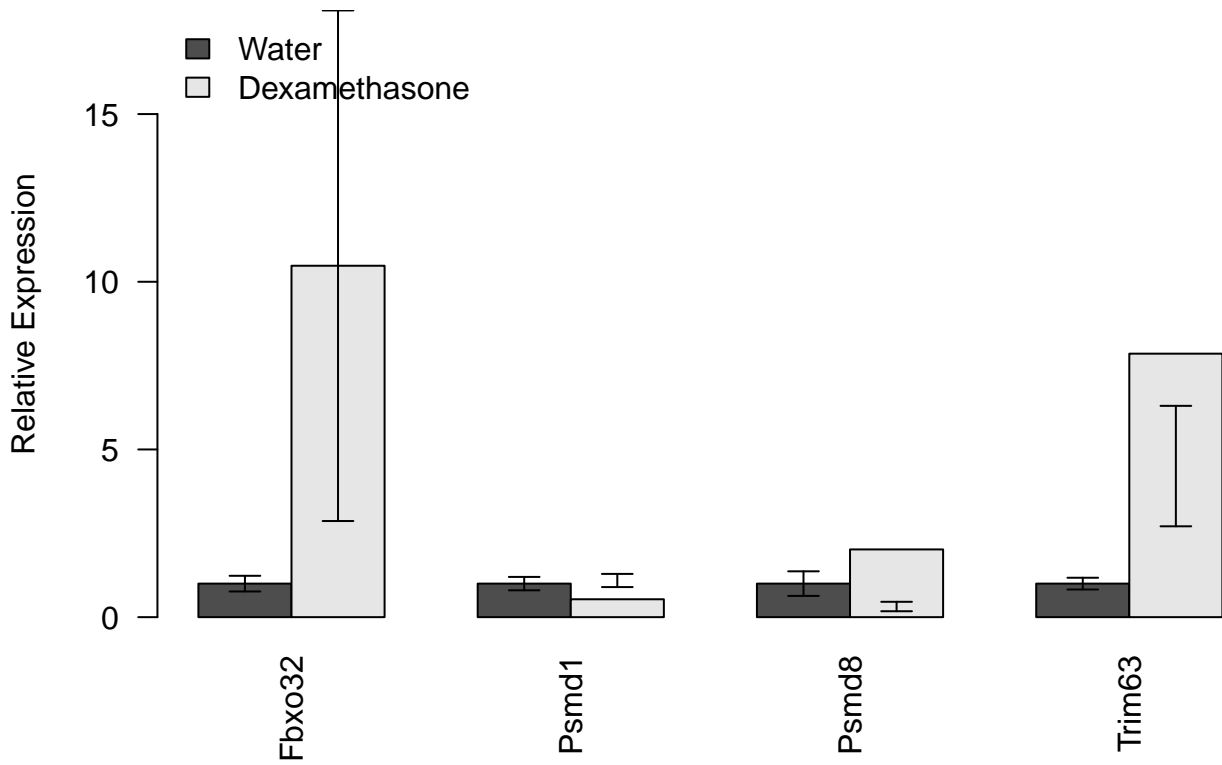 Water
Dexamethasone
Relative Expression
15
10
5
0
Fbxo32
Psmd1
Psmd8
Trim63